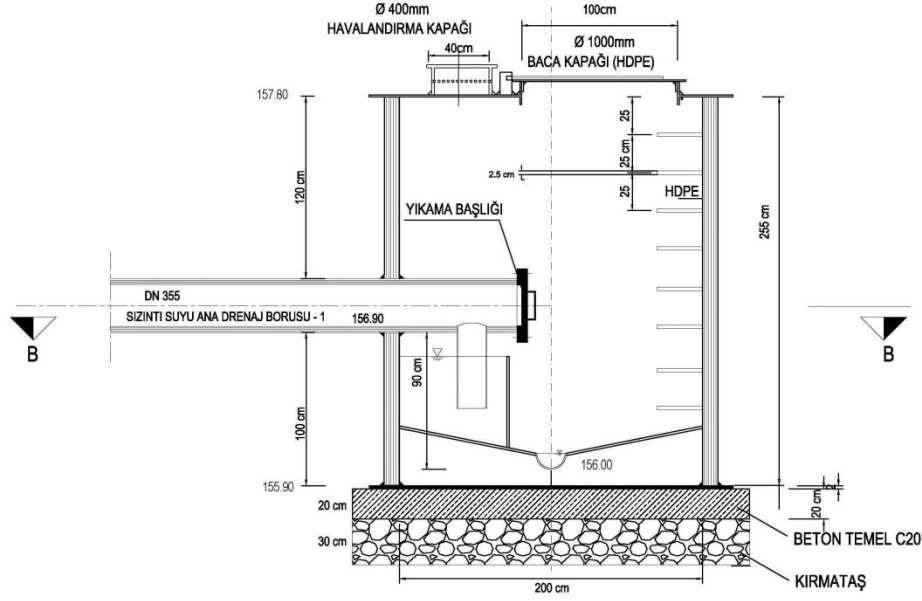 Ø 400mm
HAVALANDIRMA KAPAĞI
40cm
100cm
Ø 1000mm
BACA KAPAĞI (HDPE)
157.80
25
25 cm
2.5 cm
25
HDPE
120 cm
YIKAMA BAŞLIĞI
255 cm
DN 355
SIZINTI SUYU ANA DRENAJ BORUSU - 1
156.90
B
B
90 cm
100 cm
156.00
155.90
2
20 cm
20 cm
BETON TEMEL C20
30 cm
KIRMATAŞ
200 cm